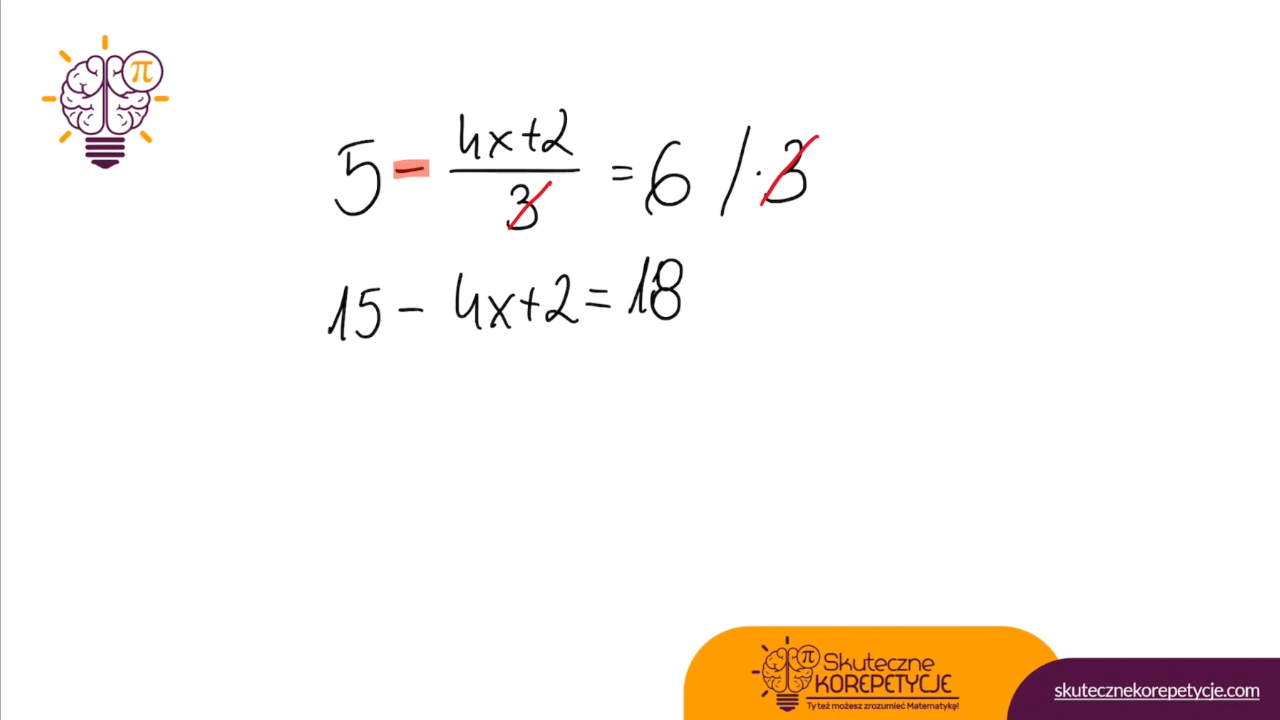 π
5 - \frac{4x+2}{3} = 6 / · 3
15 - 4x+2 = 18
π
Skuteczne
KOREPETYCJE
Ty też możesz zrozumieć Matematykę!
skutecznekorepetycje.com